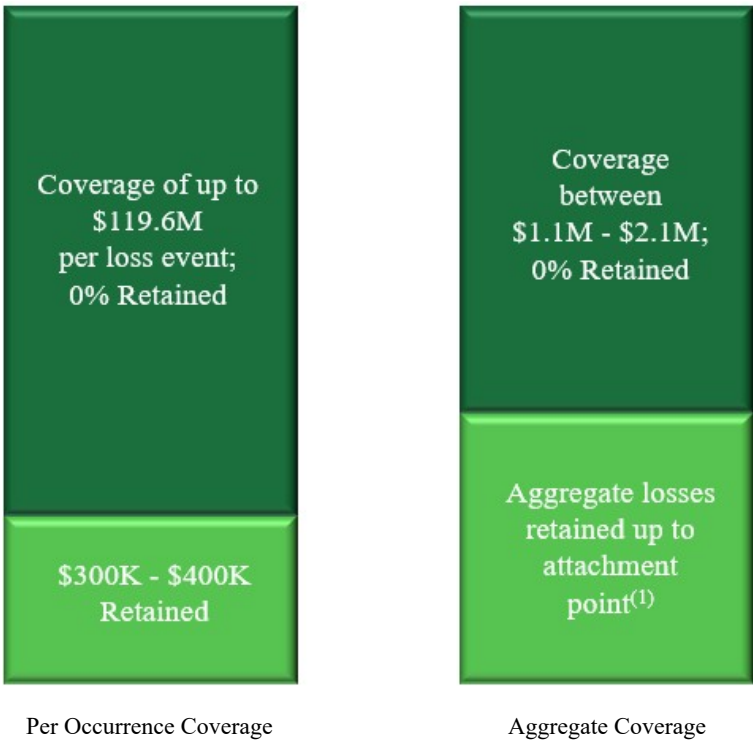 Coverage of up to
$119.6M
per loss event;
0% Retained
$300K - $400K
Retained
Per Occurrence Coverage
Coverage
between
$1.1M - $2.1M;
0% Retained
Aggregate losses
retained up to
attachment
point(1)
Aggregate Coverage